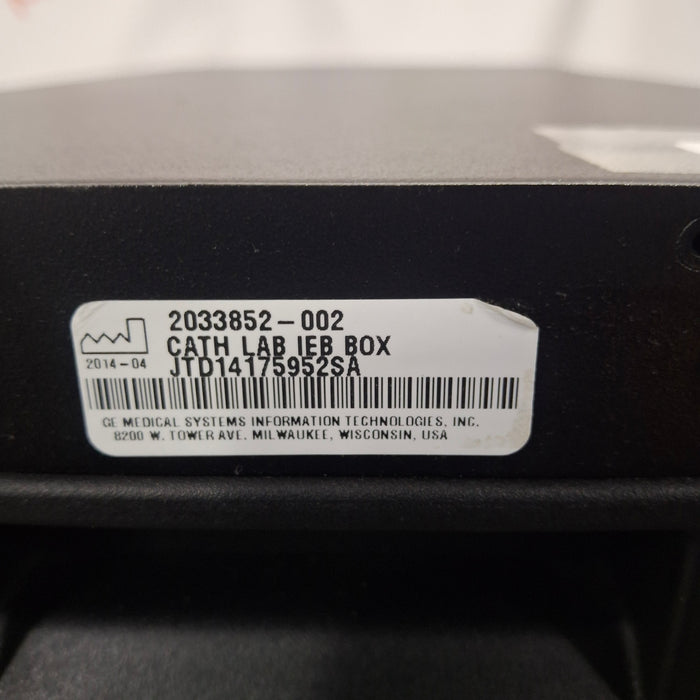 2033852-002
CATH LAB IEB BOX
2014-04
JTD14175952SA
GE MEDICAL SYSTEMS INFORMATION TECHNOLOGIES, INC.
8200 W. TOWER AVE. MILWAUKEE, WISCONSIN, USA